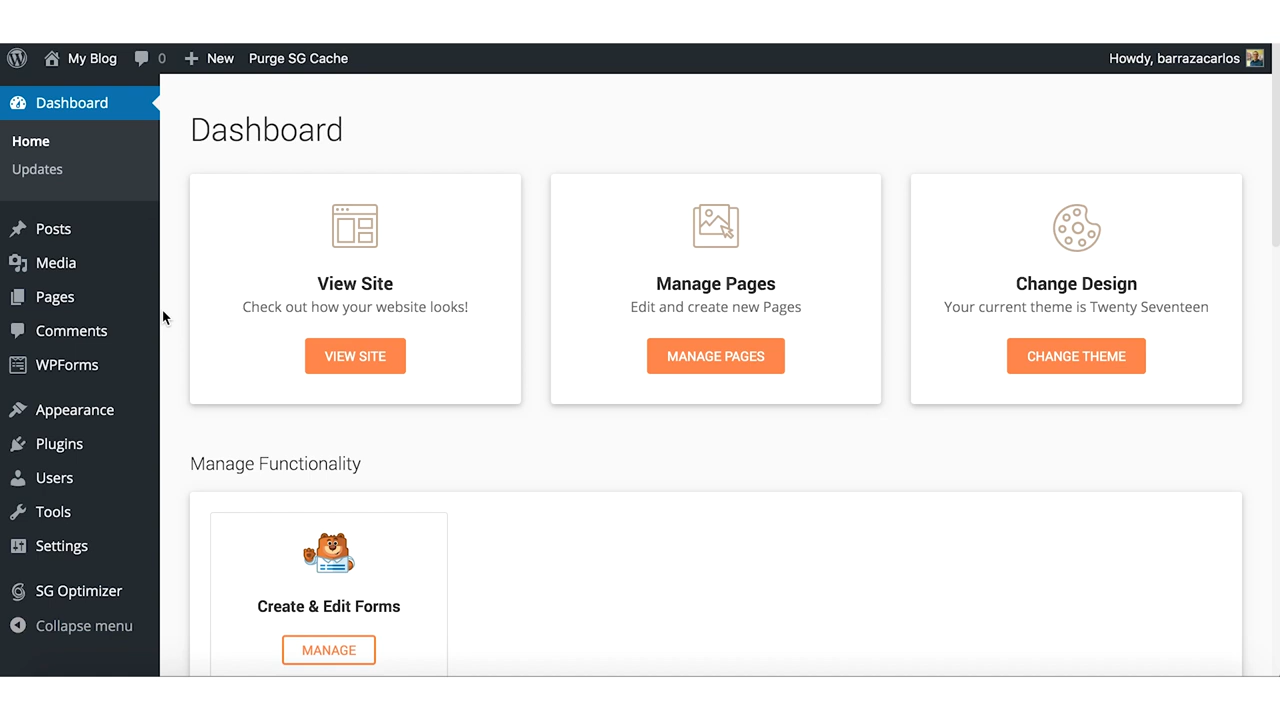 My Blog 0 New Purge SG Cache Howdy, barrazacarlos
Dashboard
Home
Updates
Posts
Media
Pages
Comments
WPForms
Appearance
Plugins
Users
Tools
Settings
SG Optimizer
Collapse menu
Dashboard
View Site
Check out how your website looks!
VIEW SITE
Manage Pages
Edit and create new Pages
MANAGE PAGES
Change Design
Your current theme is Twenty Seventeen
CHANGE THEME
Manage Functionality
Create & Edit Forms
MANAGE